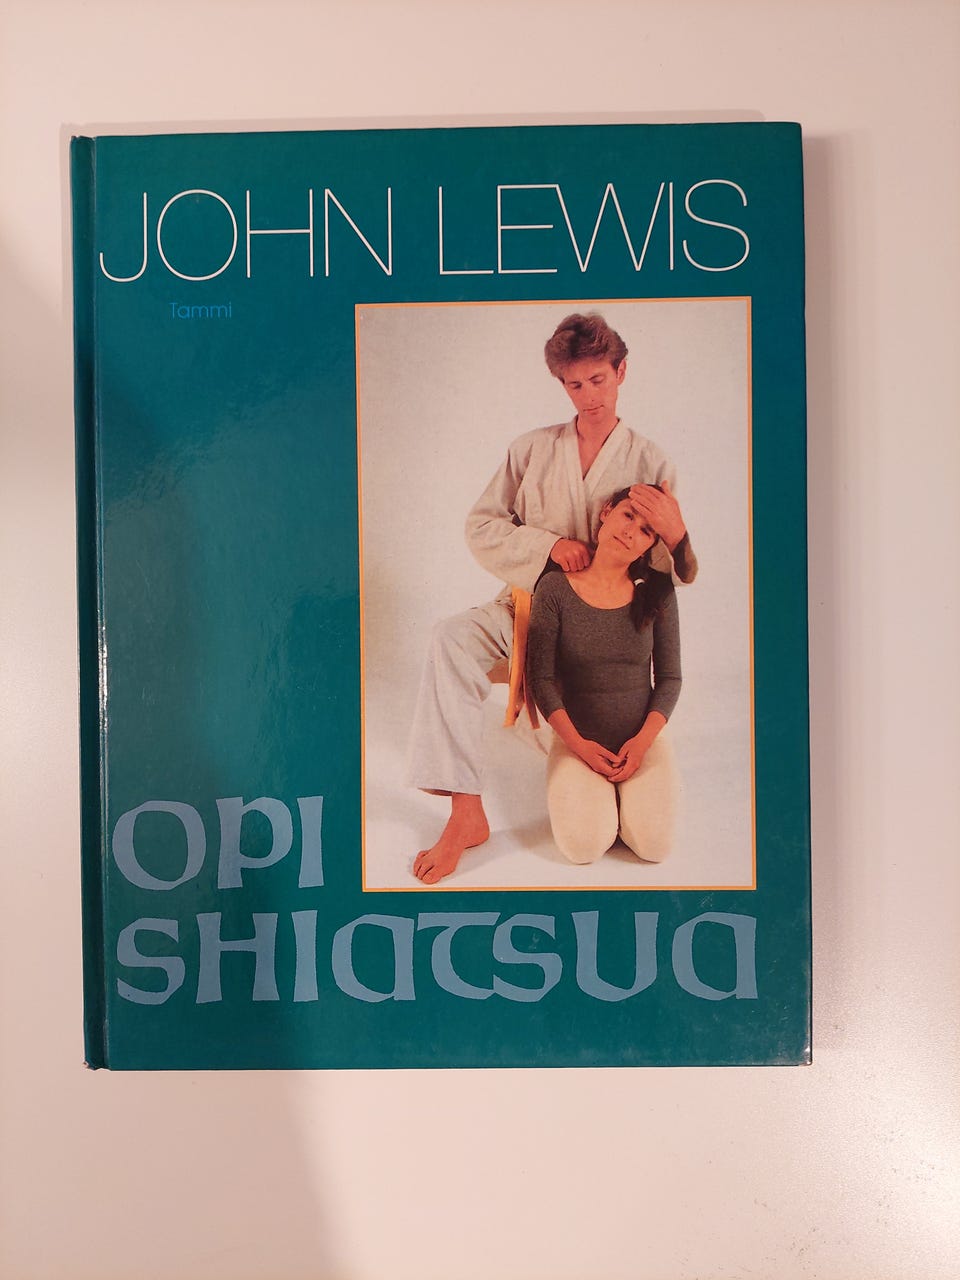 JOHN LEWIS
Tammi
OPI
SHIATSUA